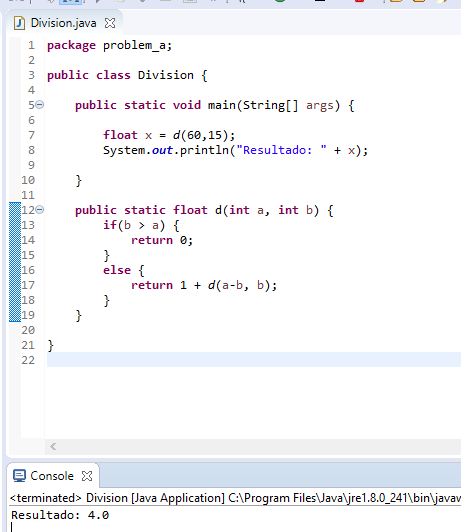 Division.java
1 package problem_a;
2
3 public class Division {
4
5 public static void main(String[] args) {
6
7 float x = d(60,15);
8 System.out.println("Resultado: " + x);
9
10 }
11
12 public static float d(int a, int b) {
13 if(b > a) {
14 return 0;
15 }
16 else {
17 return 1 + d(a-b, b);
18 }
19 }
20
21 }
22
Console
<terminated> Division [Java Application] C:\Program Files\Java\jre1.8.0_241\bin\javaw
Resultado: 4.0